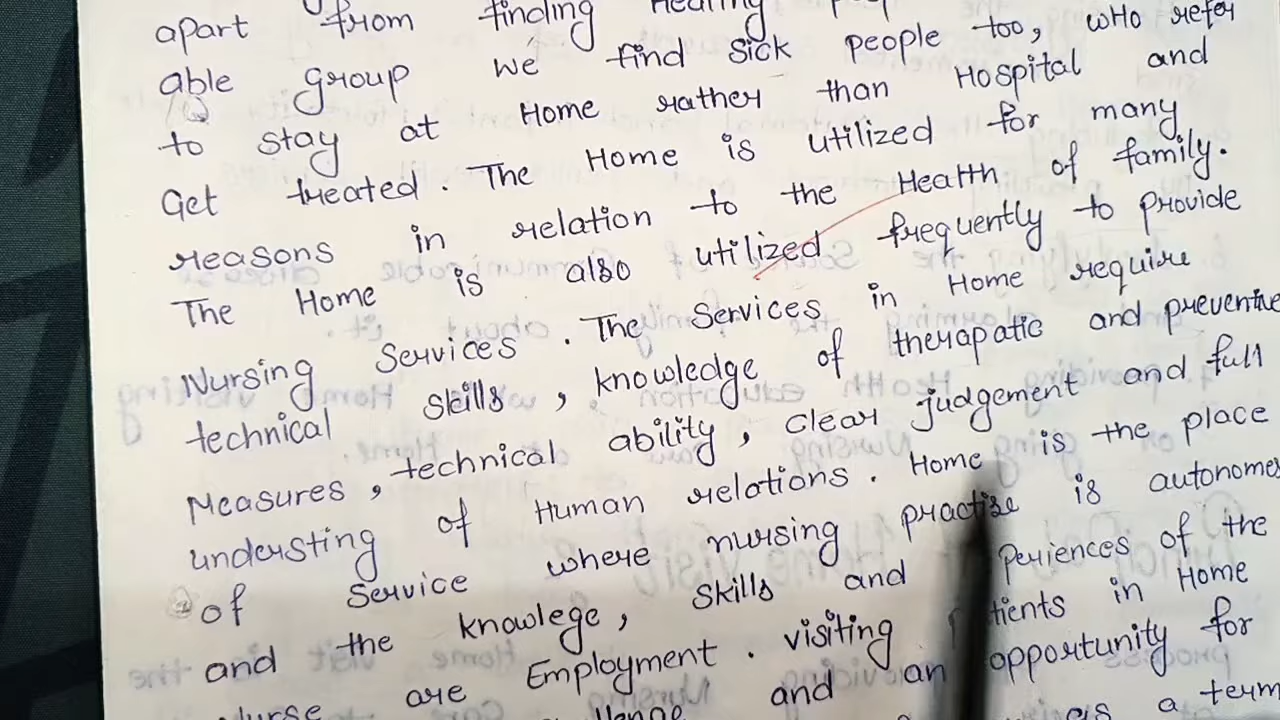 apart from finding
able group we find sick people too, who refer
to stay at Home rather than Hospital and
Get treated. The Home is utilized for many
reasons in relation to the Health of family.
The Home is also utilized frequently to provide
Nursing Services. The Services in Home require
technical skills, knowledge of therapatic and preventive
Measures, technical ability, clear judgement and full
understing of Human relations. Home is the place
of Service where nursing practise is autonomes
and the knowlege, skills and periences of the
are Employment. visiting tients in Home
and an opportunity for
as a term